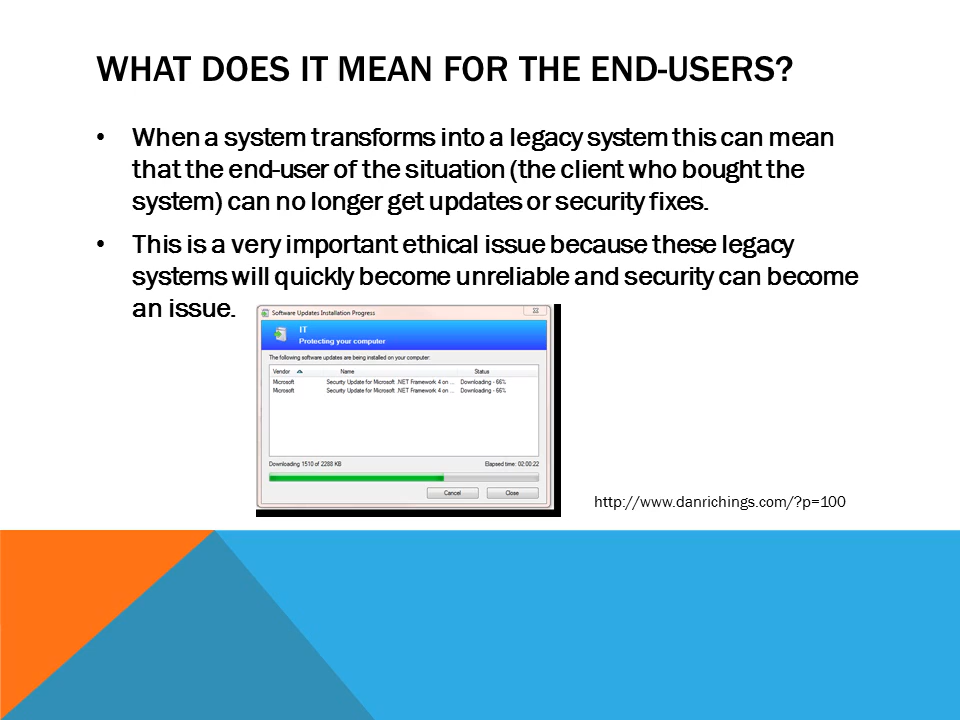 WHAT DOES IT MEAN FOR THE END-USERS?
• When a system transforms into a legacy system this can mean
that the end-user of the situation (the client who bought the
system) can no longer get updates or security fixes.
• This is a very important ethical issue because these legacy
systems will quickly become unreliable and security can become
an issue.
Software Updates Installation Progress
IT
Protecting your computer
The following software updates are being installed on your computer:
Vendor Name Status
Microsoft Security Update for Microsoft .NET Framework 4 on ... Downloading - 66%
Microsoft Security Update for Microsoft .NET Framework 4 on ... Downloading - 66%
Downloading 1510 of 2288 KB Elapsed time: 02:00:22
Cancel Close
http://www.danrichings.com/?p=100